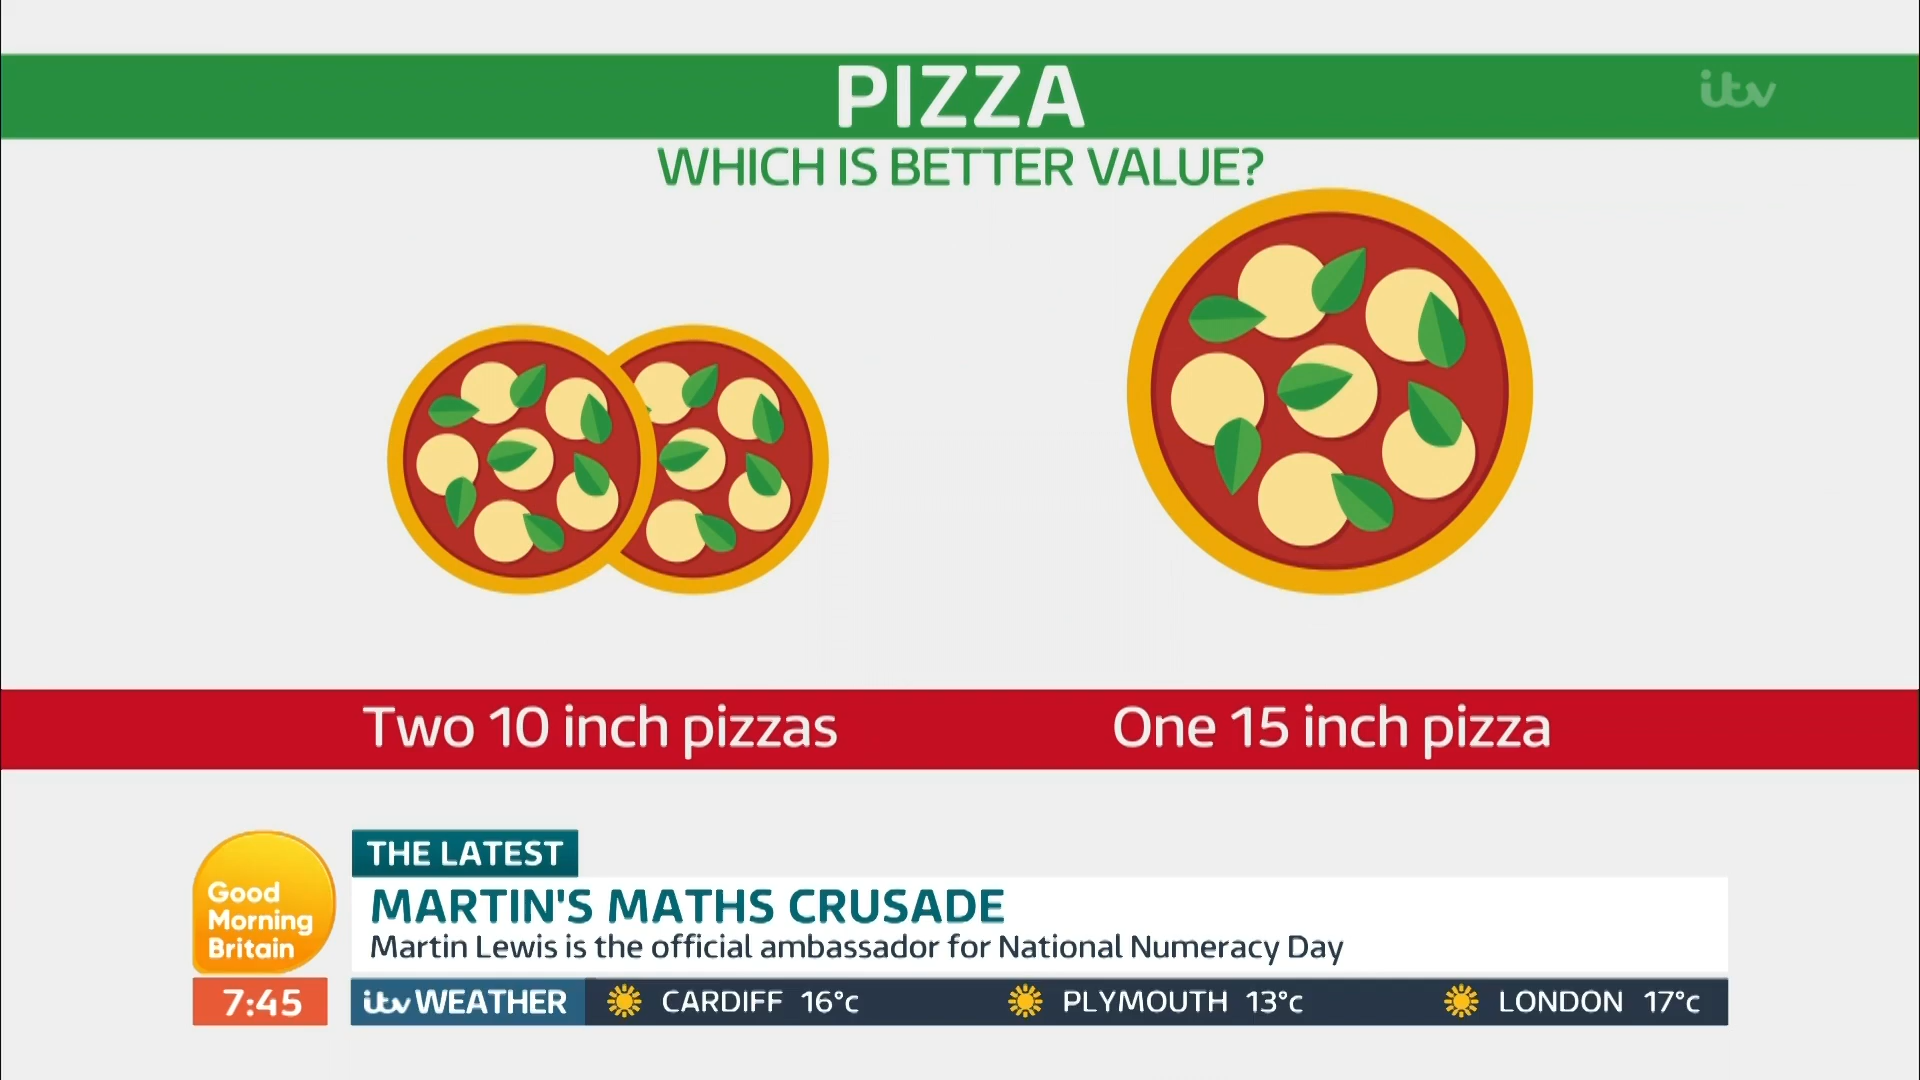 PIZZA
itv
WHICH IS BETTER VALUE?
Two 10 inch pizzas
One 15 inch pizza
THE LATEST
MARTIN'S MATHS CRUSADE
Martin Lewis is the official ambassador for National Numeracy Day
Good
Morning
Britain
7:45
itv WEATHER CARDIFF 16°c PLYMOUTH 13°c LONDON 17°c